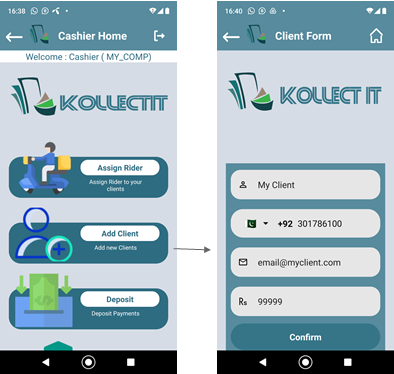 16:38
Cashier Home
Welcome : Cashier ( MY_COMP)
KOLLECTIT
Assign Rider
Assign Rider to your
clients
Add Client
Add new Clients
Deposit
Deposit Payments
16:40
Client Form
KOLLECT IT
My Client
+92 301786100
email@myclient.com
Rs 99999
Confirm